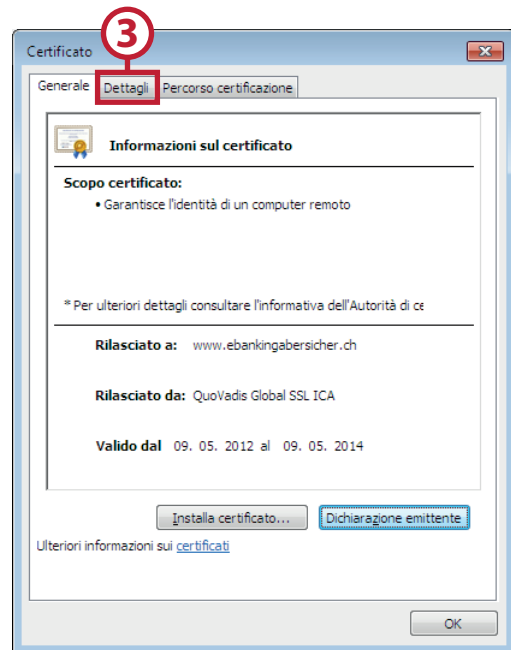 3
Certificato
Generale Dettagli Percorso certificazione
Informazioni sul certificato
Scopo certificato:
• Garantisce l'identità di un computer remoto
* Per ulteriori dettagli consultare l'informativa dell'Autorità di ce
Rilasciato a: www.ebankingabersicher.ch
Rilasciato da: QuoVadis Global SSL ICA
Valido dal 09. 05. 2012 al 09. 05. 2014
Installa certificato... Dichiarazione emittente
Ulteriori informazioni sui certificati
OK